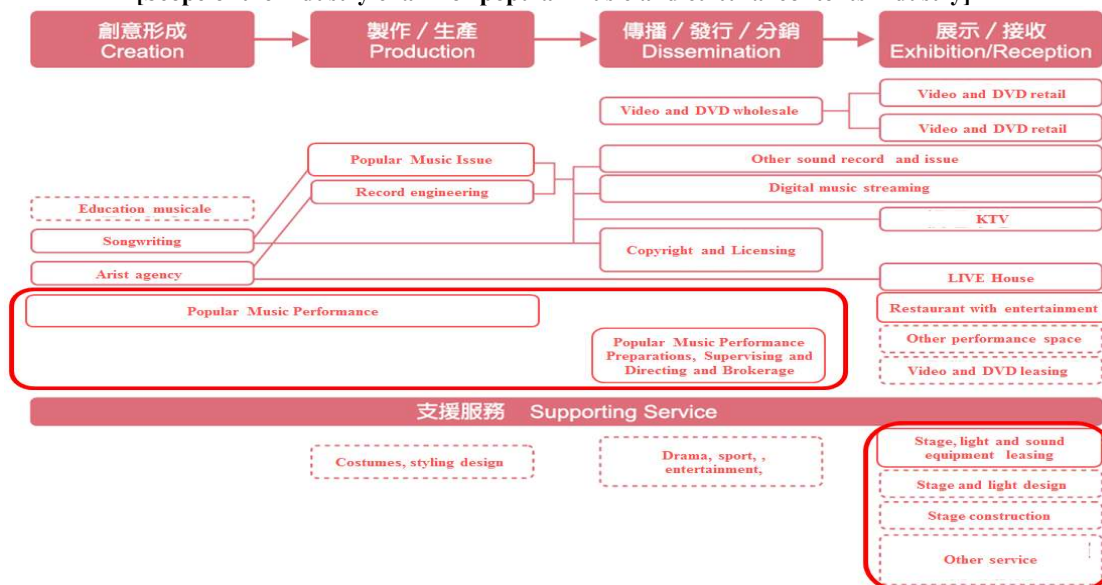 創意形成
Creation
製作 / 生產
Production
傳播 / 發行 / 分銷
Dissemination
展示 / 接收
Exhibition/Reception
Video and DVD wholesale
Video and DVD retail
Video and DVD retail
Popular Music Issue
Other sound record and issue
Record engineering
Digital music streaming
Education musicale
KTV
Songwriting
Copyright and Licensing
Arist agency
LIVE House
Popular Music Performance
Restaurant with entertainment
Popular Music Performance
Preparations, Supervising and
Directing and Brokerage
Other performance space
Video and DVD leasing
支援服務 Supporting Service
Costumes, styling design
Drama, sport, ,
entertainment,
Stage, light and sound
equipment leasing
Stage and light design
Stage construction
Other service